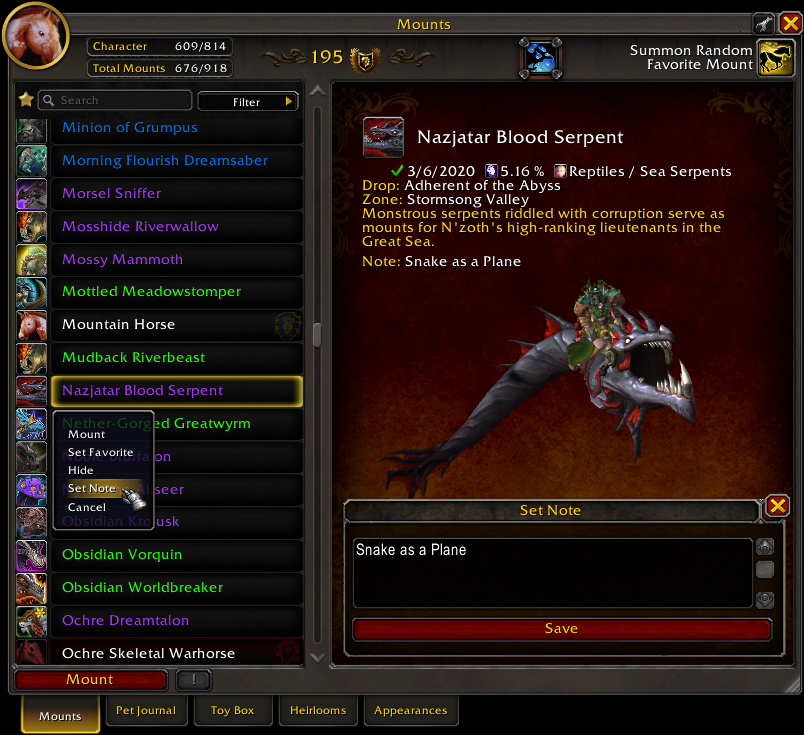 Mounts
Character 609/814
Total Mounts 676/918
195
Summon Random
Favorite Mount
Search
Filter
Minion of Grumpus
Morning Flourish Dreamsaber
Morsel Sniffer
Mosshide Riverwallow
Mossy Mammoth
Mottled Meadowstomper
Mountain Horse
Mudback Riverbeast
Nazjatar Blood Serpent
Nether-Gorged Greatwyrm
Mount
Set Favorite
Hide
Set Note
Cancel
Obsidian Krolusk
Obsidian Vorquin
Obsidian Worldbreaker
Ochre Dreamtalon
Ochre Skeletal Warhorse
Nazjatar Blood Serpent
3/6/2020 5.16 % Reptiles / Sea Serpents
Drop: Adherent of the Abyss
Zone: Stormsong Valley
Monstrous serpents riddled with corruption serve as
mounts for N'zoth's high-ranking lieutenants in the
Great Sea.
Note: Snake as a Plane
Set Note
Snake as a Plane
Save
Mount
!
Mounts
Pet Journal
Toy Box
Heirlooms
Appearances